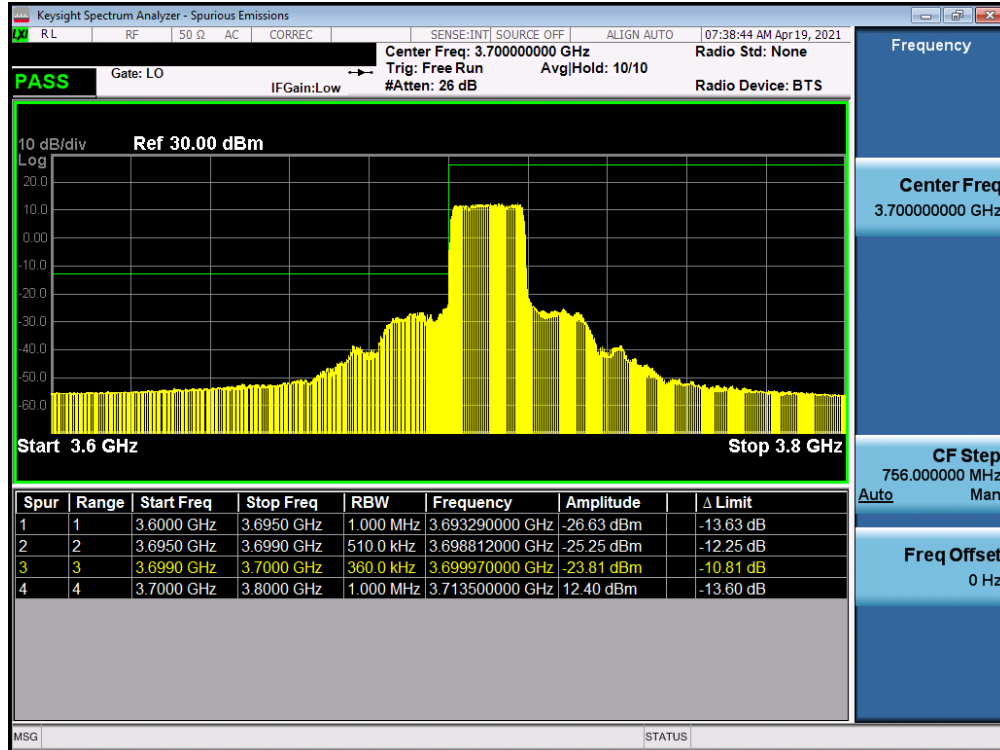 Keysight Spectrum Analyzer - Spurious Emissions
LXI RL RF 50 Ω AC CORREC SENSE:INT SOURCE OFF ALIGN AUTO 07:38:44 AM Apr 19, 2021
Center Freq: 3.700000000 GHz Radio Std: None
PASS Gate: LO Trig: Free Run Avg|Hold: 10/10
IFGain:Low #Atten: 26 dB Radio Device: BTS
10 dB/div Ref 30.00 dBm
Log
20.0
10.0
0.00
-10.0
-20.0
-30.0
-40.0
-50.0
-60.0
Start 3.6 GHz Stop 3.8 GHz
Spur Range Start Freq Stop Freq RBW Frequency Amplitude Δ Limit
1 1 3.6000 GHz 3.6950 GHz 1.000 MHz 3.693290000 GHz -26.63 dBm -13.63 dB
2 2 3.6950 GHz 3.6990 GHz 510.0 kHz 3.698812000 GHz -25.25 dBm -12.25 dB
3 3 3.6990 GHz 3.7000 GHz 360.0 kHz 3.699970000 GHz -23.81 dBm -10.81 dB
4 4 3.7000 GHz 3.8000 GHz 1.000 MHz 3.713500000 GHz 12.40 dBm -13.60 dB
MSG STATUS
Frequency
Center Freq
3.700000000 GHz
CF Step
756.000000 MHz
Auto Man
Freq Offset
0 Hz